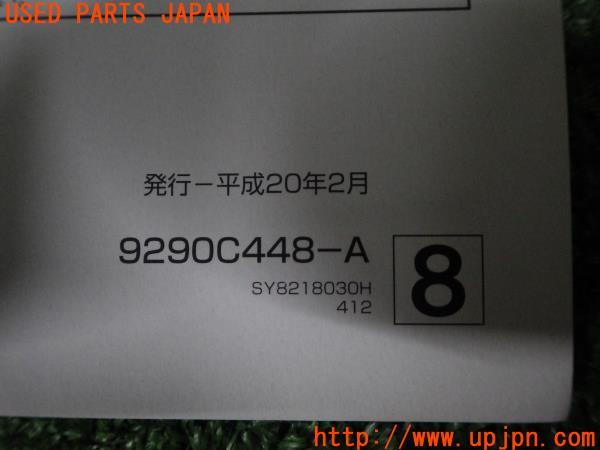 USED PARTS JAPAN
発行−平成20年2月
9290C448−A
SY8218030H
412
8
http://www.upjpn.com